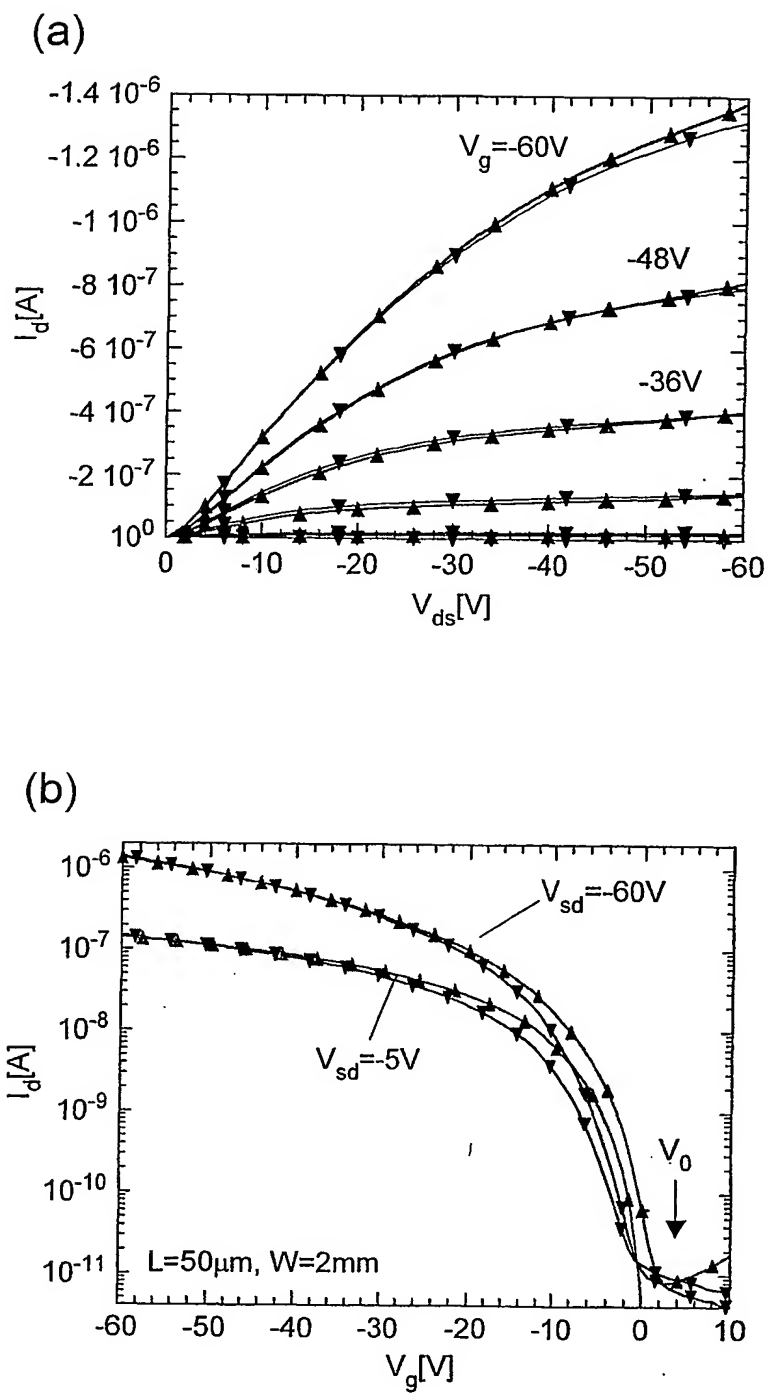 (a)
-1.4 10⁻⁶
-1.2 10⁻⁶
-1 10⁻⁶
-8 10⁻⁷
-6 10⁻⁷
-4 10⁻⁷
-2 10⁻⁷
10⁰
I_d[A]
V_g=-60V
-48V
-36V
0 -10 -20 -30 -40 -50 -60
V_ds[V]
(b)
10⁻⁶
10⁻⁷
10⁻⁸
10⁻⁹
10⁻¹⁰
10⁻¹¹
I_d[A]
V_sd=-60V
V_sd=-5V
V₀
L=50μm, W=2mm
-60 -50 -40 -30 -20 -10 0 10
V_g[V]